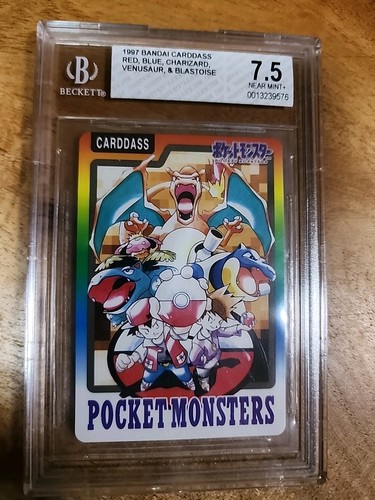 1997 BANDAI CARDDASS
RED, BLUE, CHARIZARD,
VENUSAUR, & BLASTOISE
7.5
NEAR MINT+
0013239576
B
BECKETT®
CARDDASS
ポケットモンスター
POCKET MONSTERS